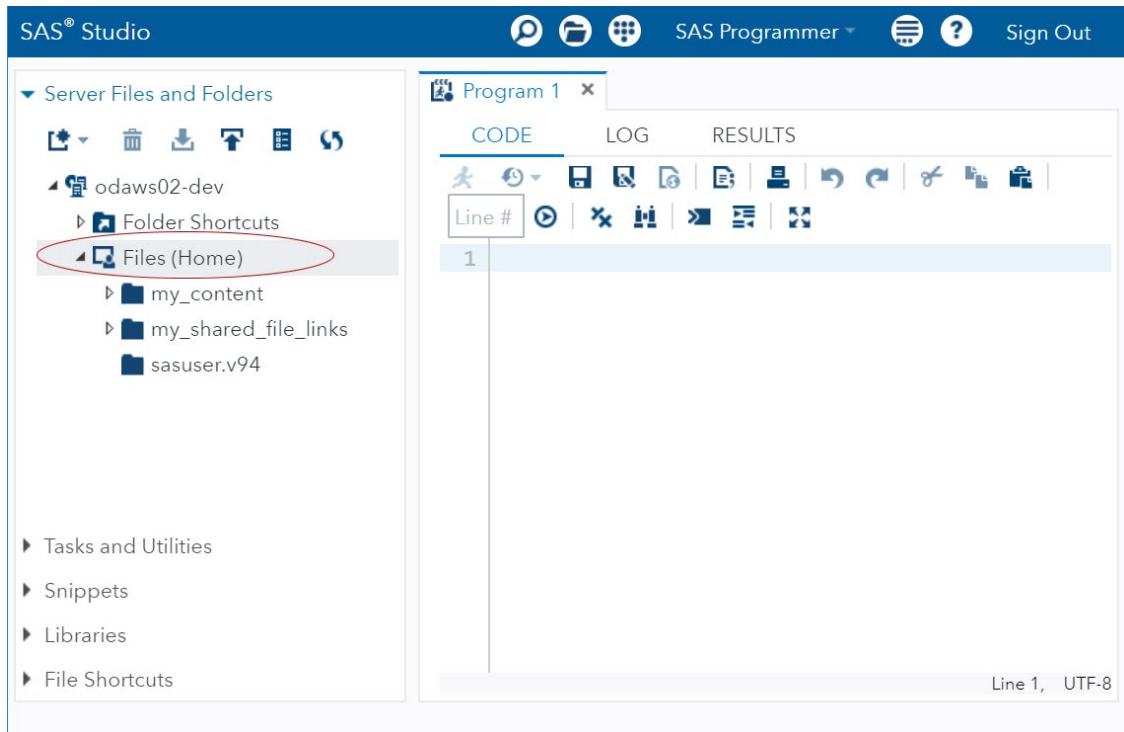 SAS® Studio
SAS Programmer
Sign Out
Server Files and Folders
odaws02-dev
Folder Shortcuts
Files (Home)
my_content
my_shared_file_links
sasuser.v94
Tasks and Utilities
Snippets
Libraries
File Shortcuts
Program 1
CODE LOG RESULTS
Line #
1
Line 1, UTF-8